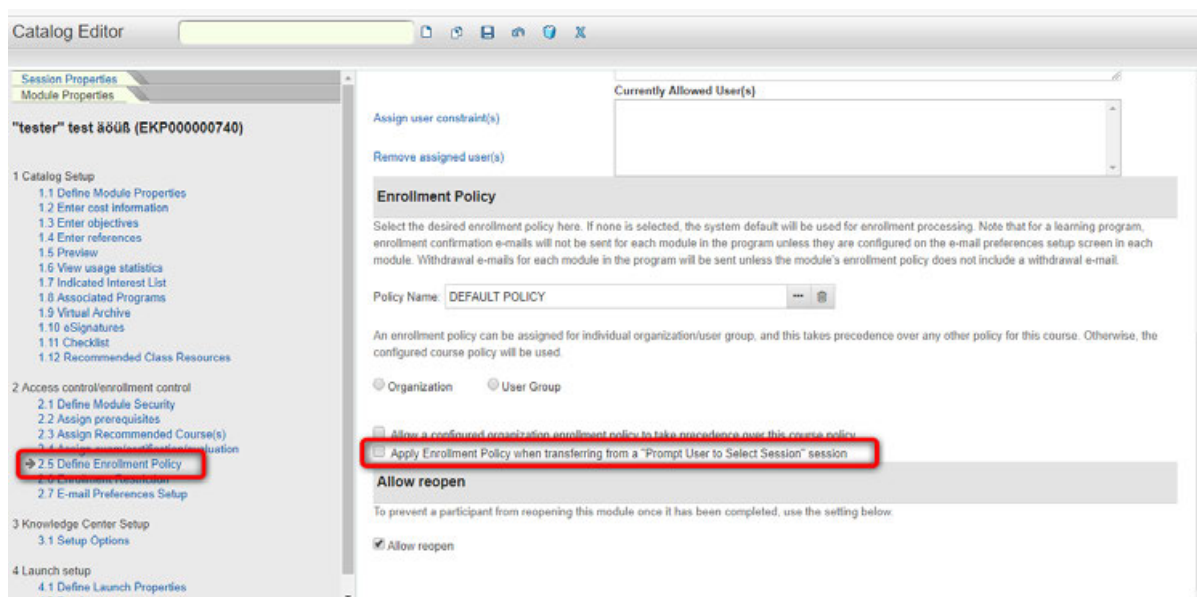 Catalog Editor
Session Properties
Module Properties
"tester" test äöüß (EKP000000740)
1 Catalog Setup
1.1 Define Module Properties
1.2 Enter cost information
1.3 Enter objectives
1.4 Enter references
1.5 Preview
1.6 View usage statistics
1.7 Indicated Interest List
1.8 Associated Programs
1.9 Virtual Archive
1.10 eSignatures
1.11 Checklist
1.12 Recommended Class Resources
2 Access control/enrollment control
2.1 Define Module Security
2.2 Assign prerequisites
2.3 Assign Recommended Course(s)
2.4 Assign exam/certification/evaluation
2.5 Define Enrollment Policy
2.6 Enrollment Restriction
2.7 E-mail Preferences Setup
3 Knowledge Center Setup
3.1 Setup Options
4 Launch setup
4.1 Define Launch Properties
Currently Allowed User(s)
Assign user constraint(s)
Remove assigned user(s)
Enrollment Policy
Select the desired enrollment policy here. If none is selected, the system default will be used for enrollment processing. Note that for a learning program,
enrollment confirmation e-mails will not be sent for each module in the program unless they are configured on the e-mail preferences setup screen in each
module. Withdrawal e-mails for each module in the program will be sent unless the module's enrollment policy does not include a withdrawal e-mail.
Policy Name: DEFAULT POLICY
An enrollment policy can be assigned for individual organization/user group, and this takes precedence over any other policy for this course. Otherwise, the
configured course policy will be used.
Organization User Group
Allow a configured organization enrollment policy to take precedence over this course policy
Apply Enrollment Policy when transferring from a "Prompt User to Select Session" session
Allow reopen
To prevent a participant from reopening this module once it has been completed, use the setting below.
Allow reopen